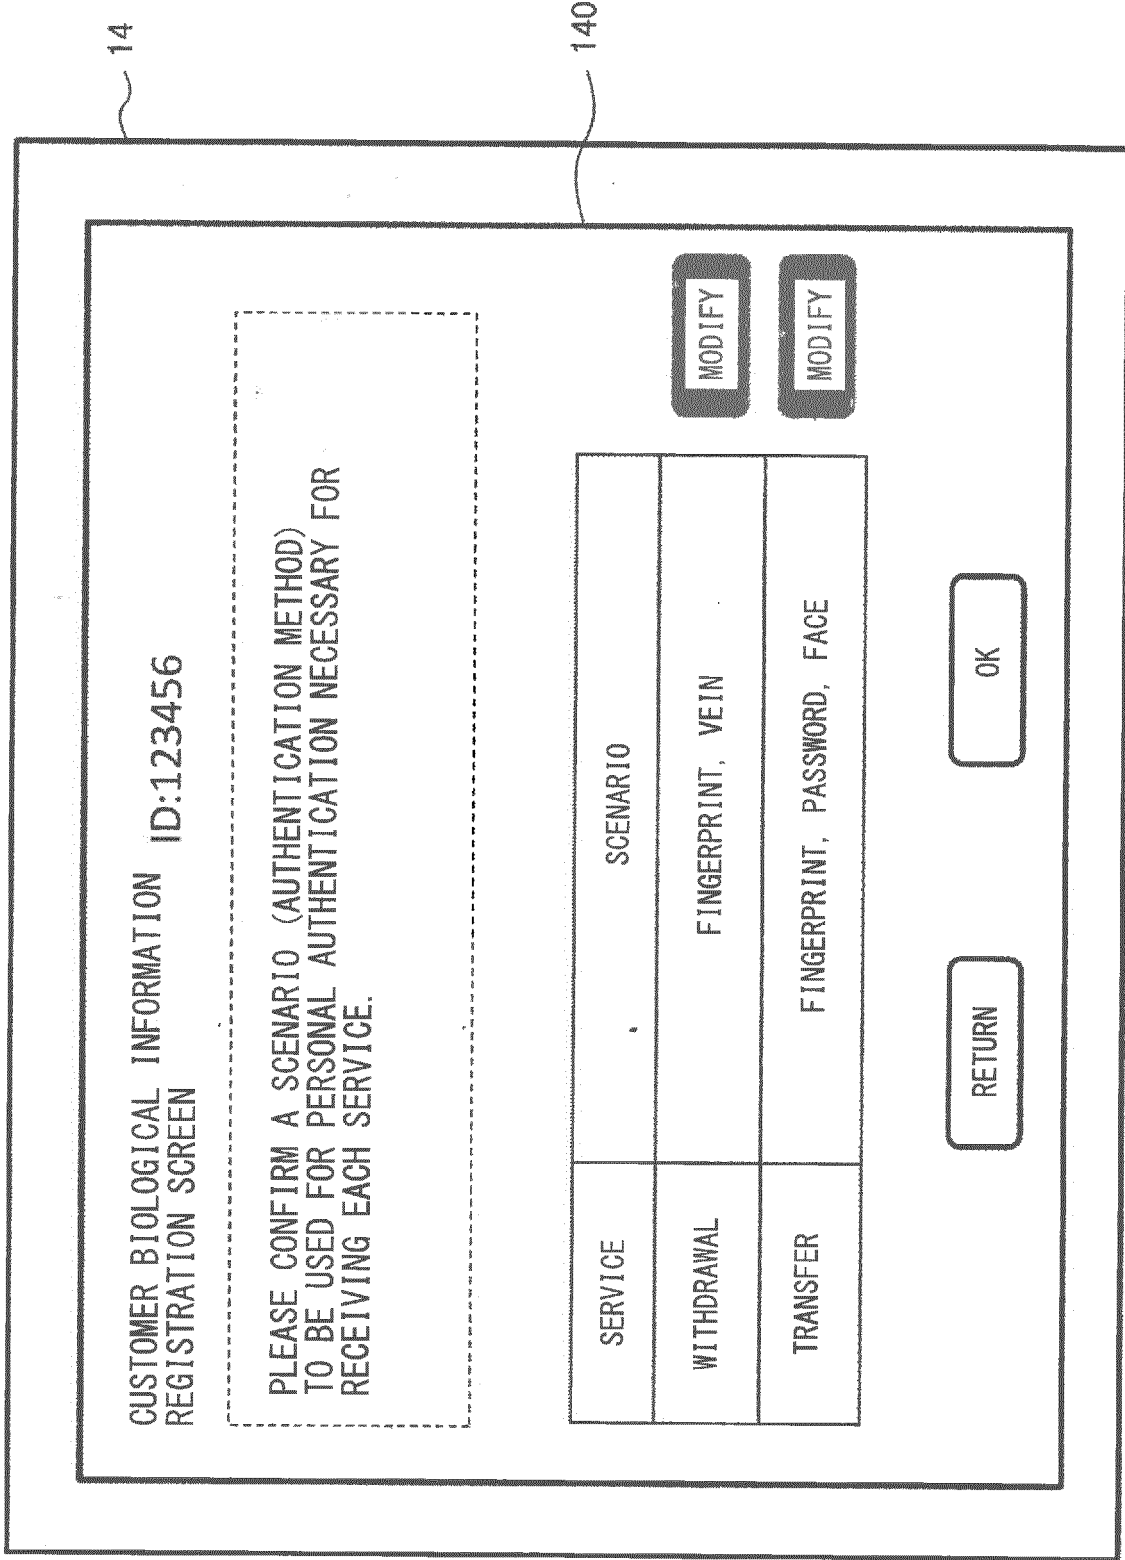 14
140
CUSTOMER BIOLOGICAL INFORMATION
REGISTRATION SCREEN
ID:123456
PLEASE CONFIRM A SCENARIO (AUTHENTICATION METHOD)
TO BE USED FOR PERSONAL AUTHENTICATION NECESSARY FOR
RECEIVING EACH SERVICE.
SERVICE SCENARIO
WITHDRAWAL FINGERPRINT, VEIN MODIFY
TRANSFER FINGERPRINT, PASSWORD, FACE MODIFY
RETURN OK